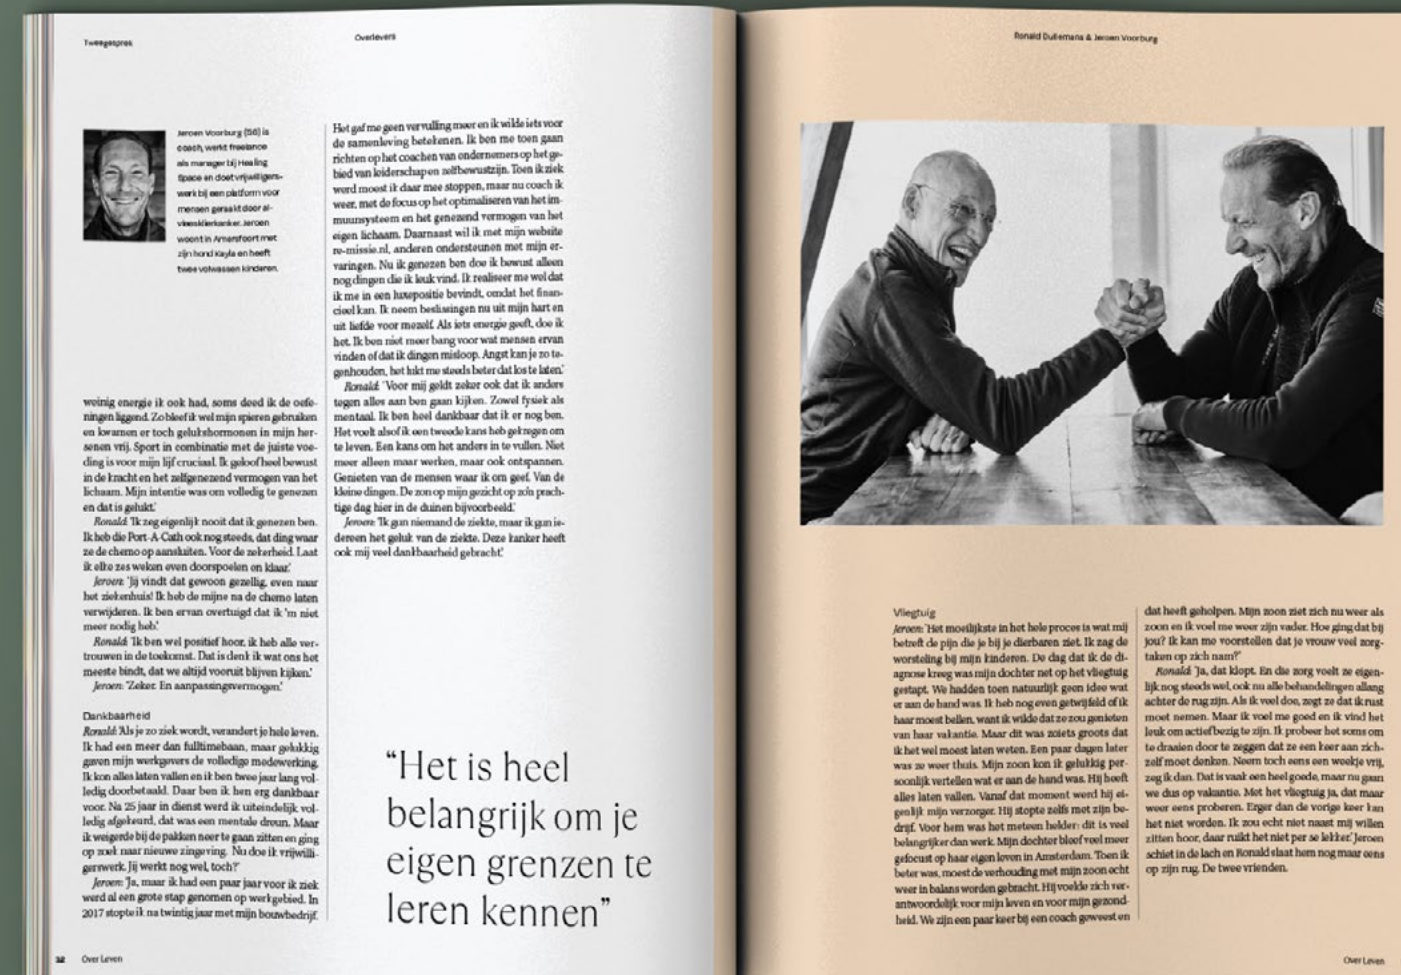 Tweegesprek
Overlevers
Jeroen Voorburg (56) is
coach, werkt freelance
als manager bij Healing
Space en doet vrijwilligers-
werk bij een platform voor
mensen geraakt door al-
vleesklierkanker. Jeroen
woont in Amersfoort met
zijn hond Kayla en heeft
twee volwassen kinderen.
weinig energie ik ook had, soms deed ik de oefe-
ningen liggend. Zo bleef ik wel mijn spieren gebruiken
en kwamen er toch gelukshormonen in mijn her-
senen vrij. Sport in combinatie met de juiste voe-
ding is voor mijn lijf cruciaal. Ik geloof heel bewust
in de kracht en het zelfgenezend vermogen van het
lichaam. Mijn intentie was om volledig te genezen
en dat is gelukt.'
Ronald: 'Ik zeg eigenlijk nooit dat ik genezen ben.
Ik heb die Port-A-Cath ook nog steeds, dat ding waar
ze de chemo op aansluiten. Voor de zekerheid. Laat
ik elke zes weken even doorspoelen en klaar.'
Jeroen: 'Jij vindt dat gewoon gezellig, even naar
het ziekenhuis! Ik heb de mijne na de chemo laten
verwijderen. Ik ben ervan overtuigd dat ik 'm niet
meer nodig heb.'
Ronald: 'Ik ben wel positief hoor, ik heb alle ver-
trouwen in de toekomst. Dat is denk ik wat ons het
meeste bindt, dat we altijd vooruit blijven kijken.'
Jeroen: 'Zeker. En aanpassingsvermogen.'
Dankbaarheid
Ronald: 'Als je zo ziek wordt, verandert je hele leven.
Ik had een meer dan fulltimebaan, maar gelukkig
gaven mijn werkgevers de volledige medewerking.
Ik kon alles laten vallen en ik ben twee jaar lang vol-
ledig doorbetaald. Daar ben ik hen erg dankbaar
voor. Na 25 jaar in dienst werd ik uiteindelijk vol-
ledig afgekeurd, dat was een mentale dreun. Maar
ik weigerde bij de pakken neer te gaan zitten en ging
op zoek naar nieuwe zingeving. Nu doe ik vrijwilli-
gerswerk. Jij werkt nog wel, toch?'
Jeroen: 'Ja, maar ik had een paar jaar voor ik ziek
werd al een grote stap genomen op werkgebied. In
2017 stopte ik na twintig jaar met mijn bouwbedrijf.
Het gaf me geen vervulling meer en ik wilde iets voor
de samenleving betekenen. Ik ben me toen gaan
richten op het coachen van ondernemers op het ge-
bied van leiderschap en zelfbewustzijn. Toen ik ziek
werd moest ik daar mee stoppen, maar nu coach ik
weer, met de focus op het optimaliseren van het im-
muunsysteem en het genezend vermogen van het
eigen lichaam. Daarnaast wil ik met mijn website
re-missie.nl, anderen ondersteunen met mijn er-
varingen. Nu ik genezen ben doe ik bewust alleen
nog dingen die ik leuk vind. Ik realiseer me wel dat
ik me in een luxepositie bevindt, omdat het finan-
cieel kan. Ik neem beslissingen nu uit mijn hart en
uit liefde voor mezelf. Als iets energie geeft, doe ik
het. Ik ben niet meer bang voor wat mensen ervan
vinden of dat ik dingen misloop. Angst kan je zo te-
genhouden, het lukt me steeds beter dat los te laten.'
Ronald: 'Voor mij geldt zeker ook dat ik anders
tegen alles aan ben gaan kijken. Zowel fysiek als
mentaal. Ik ben heel dankbaar dat ik er nog ben.
Het voelt alsof ik een tweede kans heb gekregen om
te leven. Een kans om het anders in te vullen. Niet
meer alleen maar werken, maar ook ontspannen.
Genieten van de mensen waar ik om geef. Van de
kleine dingen. De zon op mijn gezicht op zo'n prach-
tige dag hier in de duinen bijvoorbeeld.'
Jeroen: 'Ik gun niemand de ziekte, maar ik gun ie-
dereen het geluk van de ziekte. Deze kanker heeft
ook mij veel dankbaarheid gebracht.'
“Het is heel
belangrijk om je
eigen grenzen te
leren kennen”
32
Over Leven
Ronald Dullemans & Jeroen Voorburg
Vliegtuig
Jeroen: 'Het moeilijkste in het hele proces is wat mij
betreft de pijn die je bij je dierbaren ziet. Ik zag de
worsteling bij mijn kinderen. De dag dat ik de di-
agnose kreeg was mijn dochter net op het vliegtuig
gestapt. We hadden toen natuurlijk geen idee wat
er aan de hand was. Ik heb nog even getwijfeld of ik
haar moest bellen, want ik wilde dat ze zou genieten
van haar vakantie. Maar dit was zoiets groots dat
ik het wel moest laten weten. Een paar dagen later
was ze weer thuis. Mijn zoon kon ik gelukkig per-
soonlijk vertellen wat er aan de hand was. Hij heeft
alles laten vallen. Vanaf dat moment werd hij ei-
genlijk mijn verzorger. Hij stopte zelfs met zijn be-
drijf. Voor hem was het meteen helder: dit is veel
belangrijker dan werk. Mijn dochter bleef veel meer
gefocust op haar eigen leven in Amsterdam. Toen ik
beter was, moest de verhouding met mijn zoon echt
weer in balans worden gebracht. Hij voelde zich ver-
antwoordelijk voor mijn leven en voor mijn gezond-
heid. We zijn een paar keer bij een coach geweest en
dat heeft geholpen. Mijn zoon ziet zich nu weer als
zoon en ik voel me weer zijn vader. Hoe ging dat bij
jou? Ik kan me voorstellen dat je vrouw veel zorg-
taken op zich nam?'
Ronald: 'Ja, dat klopt. En die zorg voelt ze eigen-
lijk nog steeds wel, ook nu alle behandelingen allang
achter de rug zijn. Als ik veel doe, zegt ze dat ik rust
moet nemen. Maar ik voel me goed en ik vind het
leuk om actief bezig te zijn. Ik probeer het soms om
te draaien door te zeggen dat ze een keer aan zich-
zelf moet denken. Neem toch eens een weekje vrij,
zeg ik dan. Dat is vaak een heel goede, maar nu gaan
we dus op vakantie. Met het vliegtuig ja, dat maar
weer eens proberen. Erger dan de vorige keer kan
het niet worden. Ik zou echt niet naast mij willen
zitten hoor, daar ruikt het niet per se lekker.' Jeroen
schiet in de lach en Ronald slaat hem nog maar eens
op zijn rug. De twee vrienden.
Over Leven